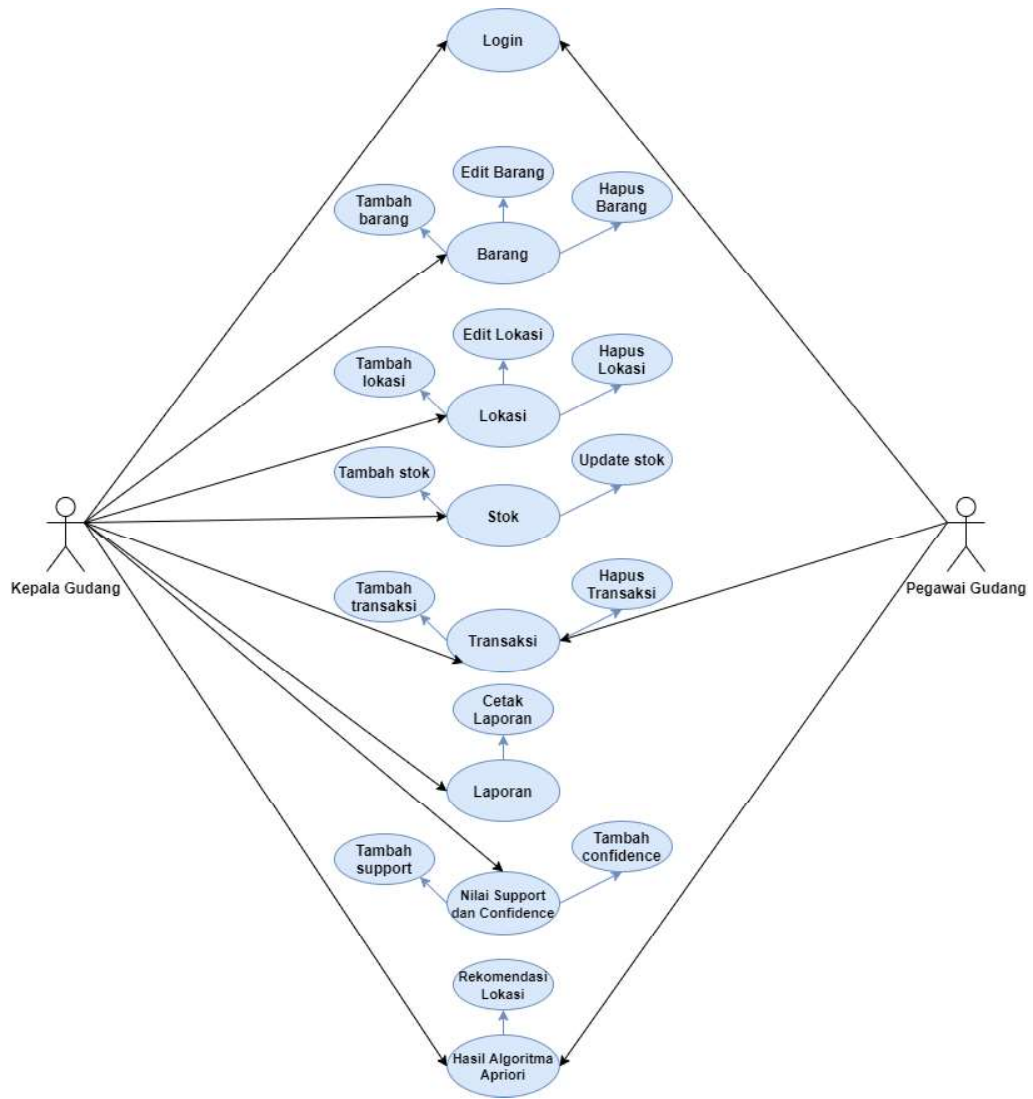 Login
Edit Barang
Hapus
Barang
Tambah
barang
Barang
Edit Lokasi
Hapus
Lokasi
Tambah
lokasi
Lokasi
Update stok
Tambah stok
Stok
Kepala Gudang
Pegawai Gudang
Hapus
Transaksi
Tambah
transaksi
Transaksi
Cetak
Laporan
Laporan
Tambah
confidence
Tambah
support
Nilai Support
dan Confidence
Rekomendasi
Lokasi
Hasil Algoritma
Apriori